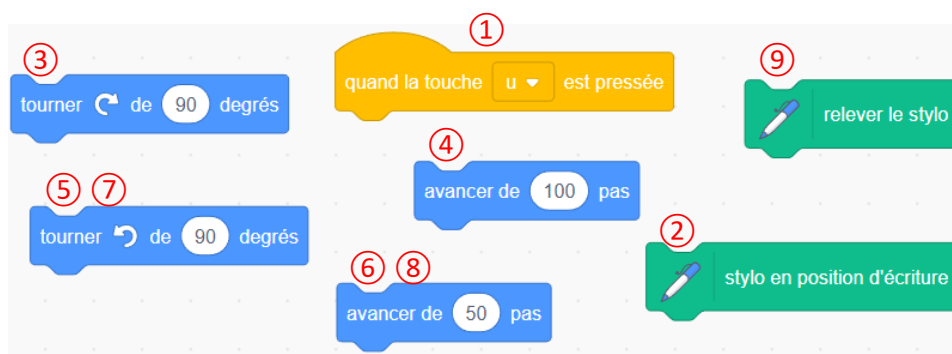 ①
quand la touche u est pressée
③
tourner de 90 degrés
⑨
relever le stylo
④
avancer de 100 pas
⑤ ⑦
tourner de 90 degrés
②
stylo en position d'écriture
⑥ ⑧
avancer de 50 pas